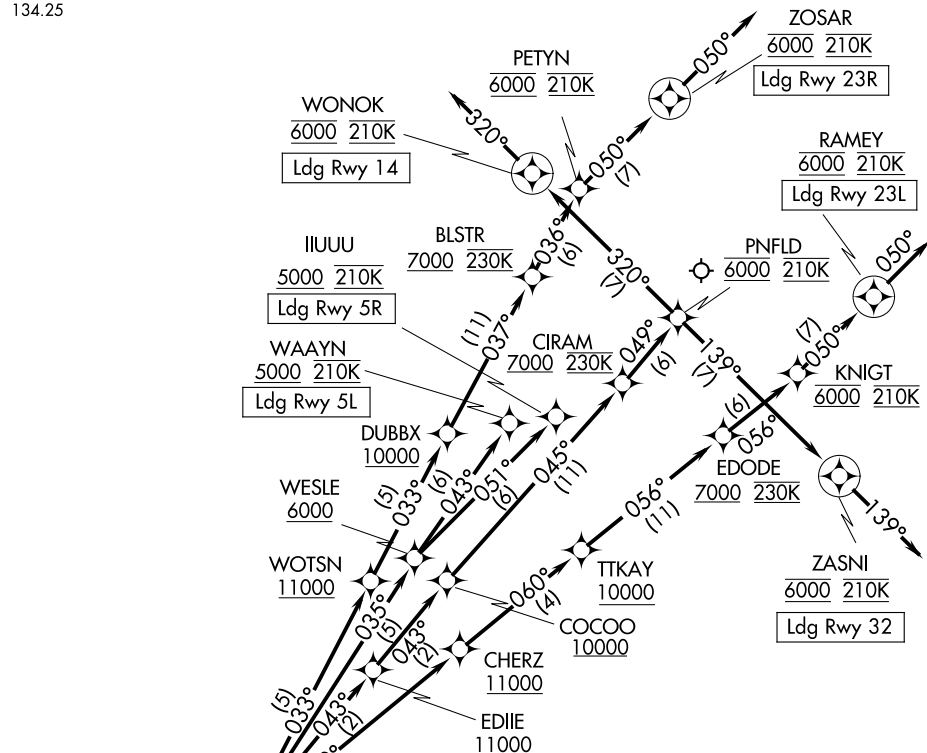 134.25
ZOSAR
6000 210K
Ldg Rwy 23R
050°
PETYN
6000 210K
WONOK
6000 210K
Ldg Rwy 14
320°
050°
(7)
RAMEY
6000 210K
Ldg Rwy 23L
IIUUU
5000 210K
Ldg Rwy 5R
BLSTR
7000 230K
036°
(6)
320°
(7)
PNFLD
6000 210K
050°
WAAYN
5000 210K
Ldg Rwy 5L
(11)
037°
CIRAM
7000 230K
049°
(6)
139°
(7)
(7)
050°
KNIGT
6000 210K
DUBBX
10000
(6)
056°
EDODE
7000 230K
WESLE
6000
(5)
033°
(6)
043°
051°
(6)
045°
(11)
056°
(11)
139°
WOTSN
11000
TTKAY
10000
ZASNI
6000 210K
Ldg Rwy 32
035°
(5)
043°
(2)
060°
(4)
COCOO
10000
CHERZ
11000
(5)
033°
043°
(2)
EDIIE
11000